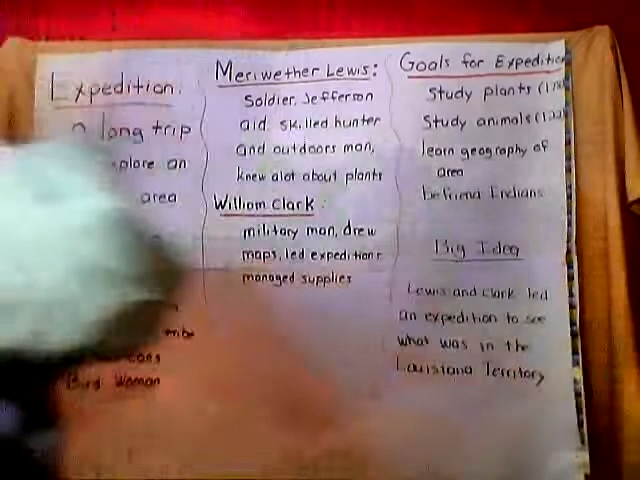 Expedition:
a long trip
explore an
area
Bird Woman
Meriwether Lewis:
Soldier, Jefferson
aid, skilled hunter
and outdoors man,
knew alot about plants
William Clark:
military man, drew
maps, led expeditions
managed supplies
Goals for Expedition
Study plants
Study animals
learn geography of
area
befriend Indians
Big Idea
Lewis and Clark led
an expedition to see
what was in the
Louisiana Territory